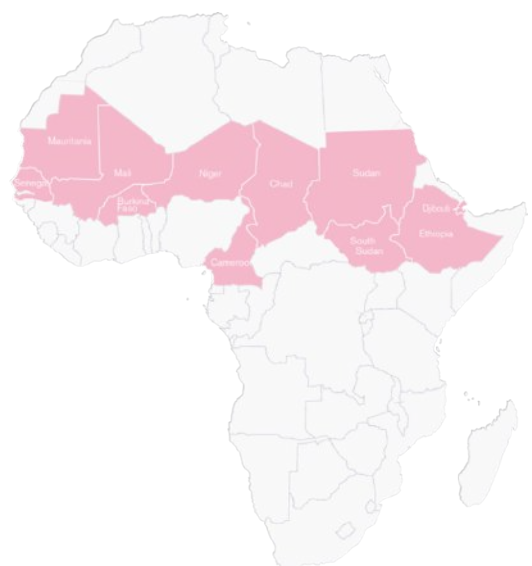 Mauritania
Mali
Niger
Chad
Sudan
Senegal
Burkina
Faso
Djibouti
Ethiopia
South
Sudan
Cameroon